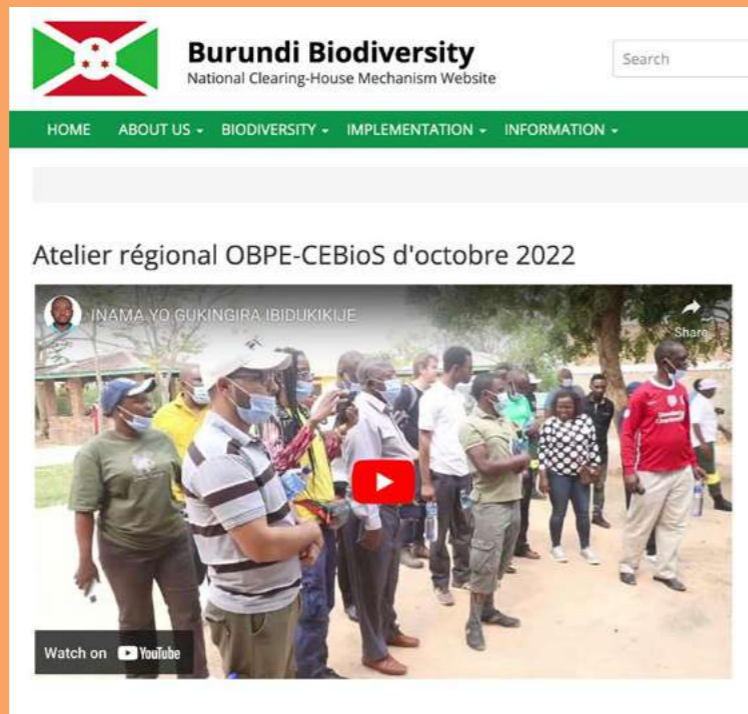 Burundi Biodiversity
National Clearing-House Mechanism Website
Search
HOME ABOUT US BIODIVERSITY IMPLEMENTATION INFORMATION
Atelier régional OBPE-CEBioS d'octobre 2022
INAMA YO GUKINGIRA IBIDUKIKIJE
Share
Watch on YouTube